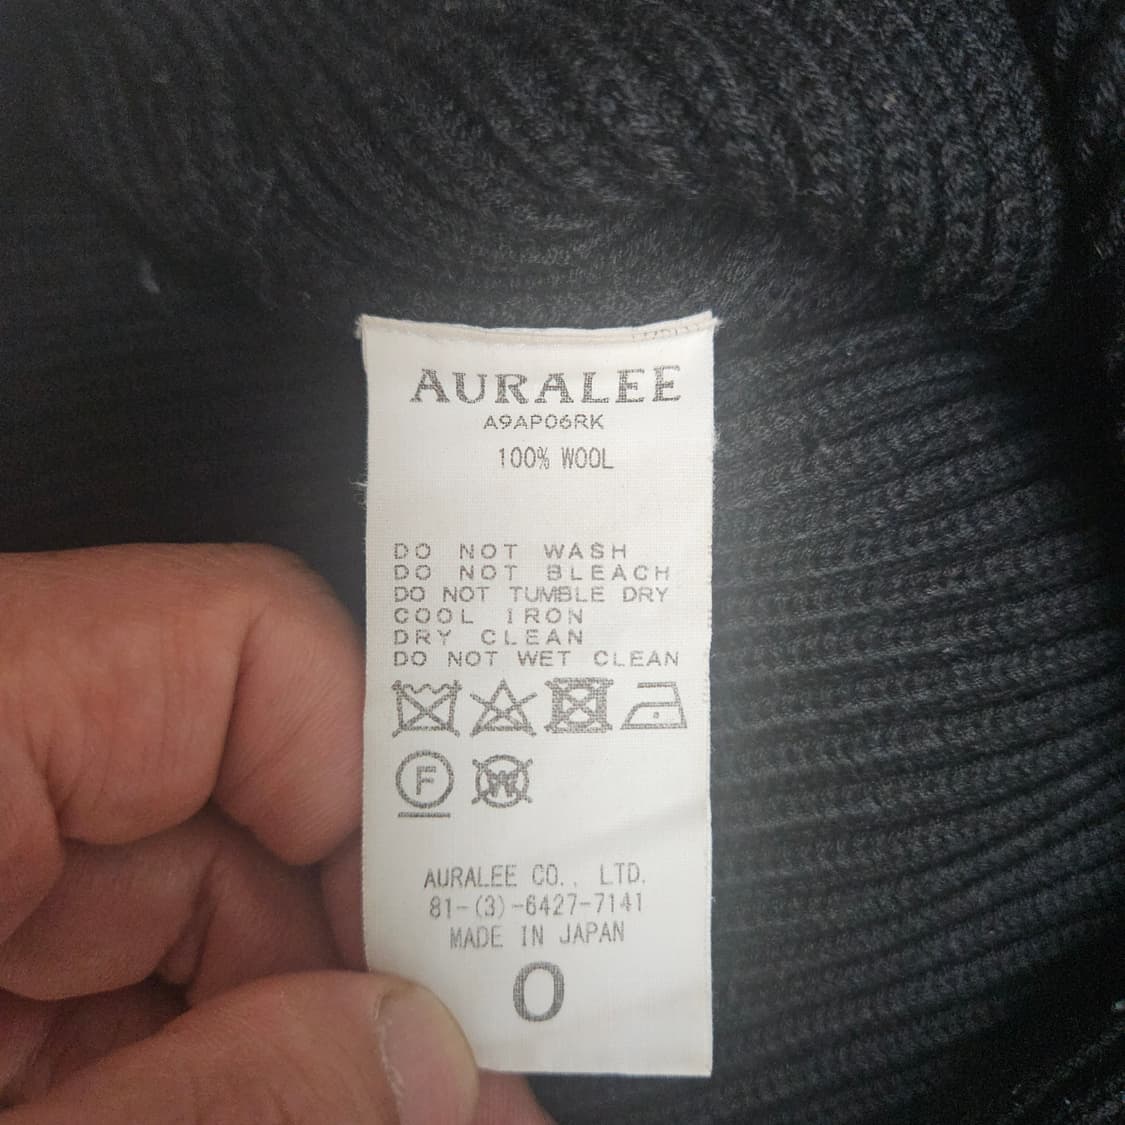 AURALEE
A9AP06RK
100% WOOL
DO NOT WASH
DO NOT BLEACH
DO NOT TUMBLE DRY
COOL IRON
DRY CLEAN
DO NOT WET CLEAN
F W
AURALEE CO., LTD.
81-(3)-6427-7141
MADE IN JAPAN
0